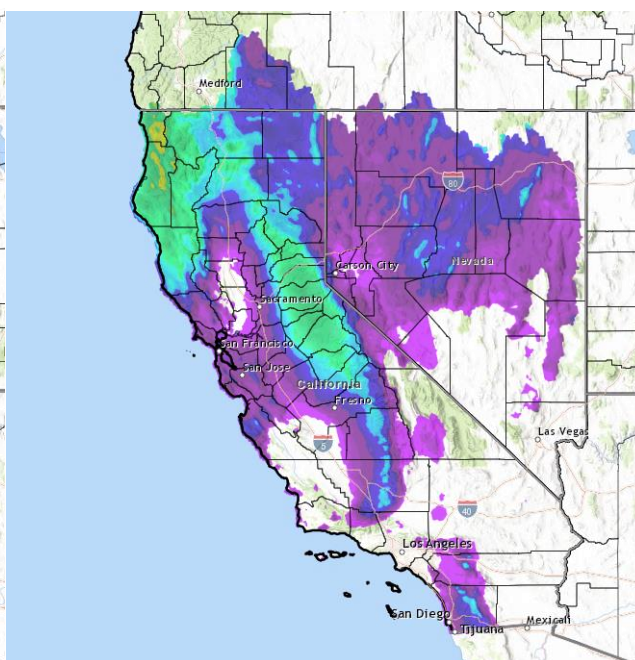 Medford
80
Nevada
Carson City
Sacramento
San Francisco
San Jose
California
Fresno
5
Las Vegas
40
Los Angeles
San Diego
Tijuana
Mexicali